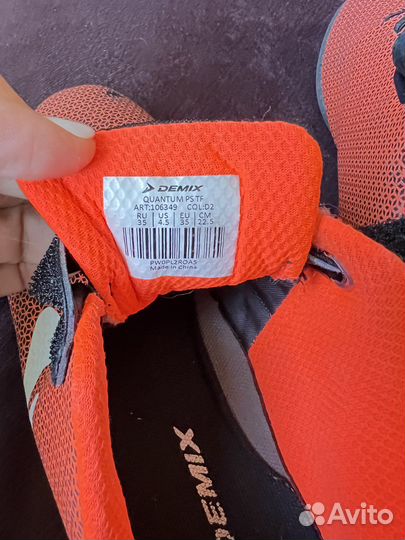 DEMIX
QUANTUM PS TF
ART:106349 COL:D2
RU US EU CM
35 4.5 35 22.5
PW0PL2ROA5
Made in China
DEMIX
Avito